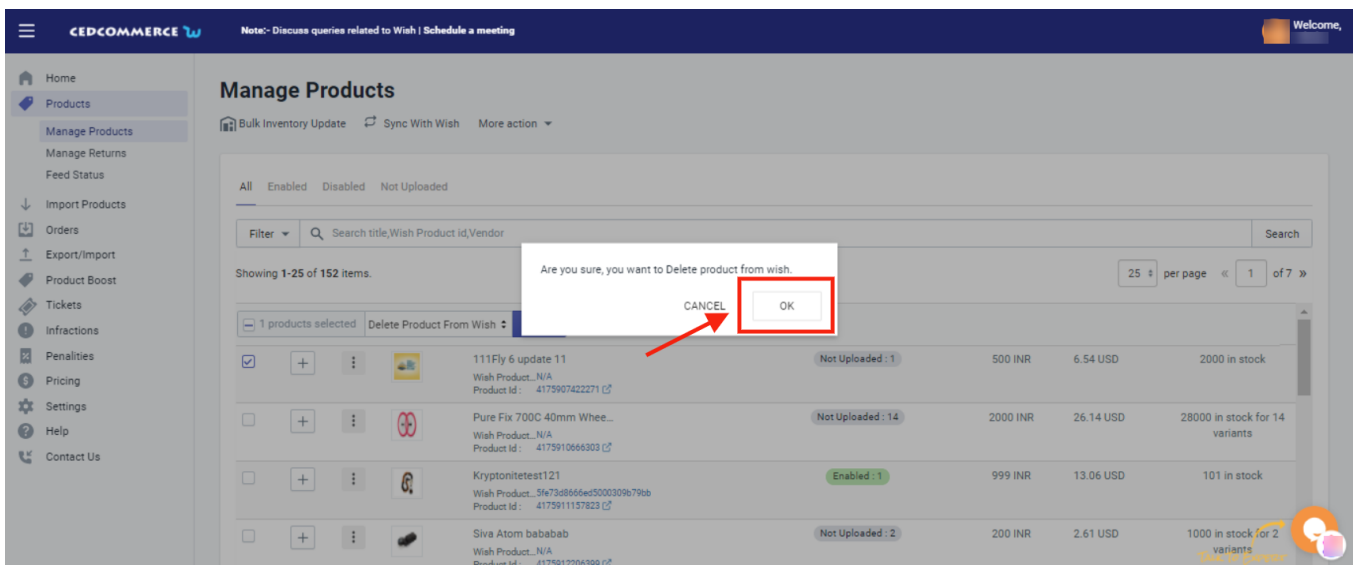 CEDCOMMERCE W
Note:- Discuss queries related to Wish | Schedule a meeting
Welcome,
Home
Products
Manage Products
Manage Returns
Feed Status
Import Products
Orders
Export/Import
Product Boost
Tickets
Infractions
Penalities
Pricing
Settings
Help
Contact Us
Manage Products
Bulk Inventory Update Sync With Wish More action
All Enabled Disabled Not Uploaded
Filter Search title,Wish Product id,Vendor Search
Showing 1-25 of 152 items.
25 per page « 1 of 7 »
Are you sure, you want to Delete product from wish.
CANCEL OK
1 products selected Delete Product From Wish
111Fly 6 update 11 Not Uploaded : 1 500 INR 6.54 USD 2000 in stock
Wish Product... N/A
Product Id : 4175907422271
Pure Fix 700C 40mm Whee... Not Uploaded : 14 2000 INR 26.14 USD 28000 in stock for 14
variants
Wish Product... N/A
Product Id : 4175910666303
Kryptonitetest121 Enabled : 1 999 INR 13.06 USD 101 in stock
Wish Product... 5fe73d8666ed5000309b79bb
Product Id : 4175911157823
Siva Atom bababab Not Uploaded : 2 200 INR 2.61 USD 1000 in stock for 2
variants
Wish Product... N/A
Product Id : 4175912206399